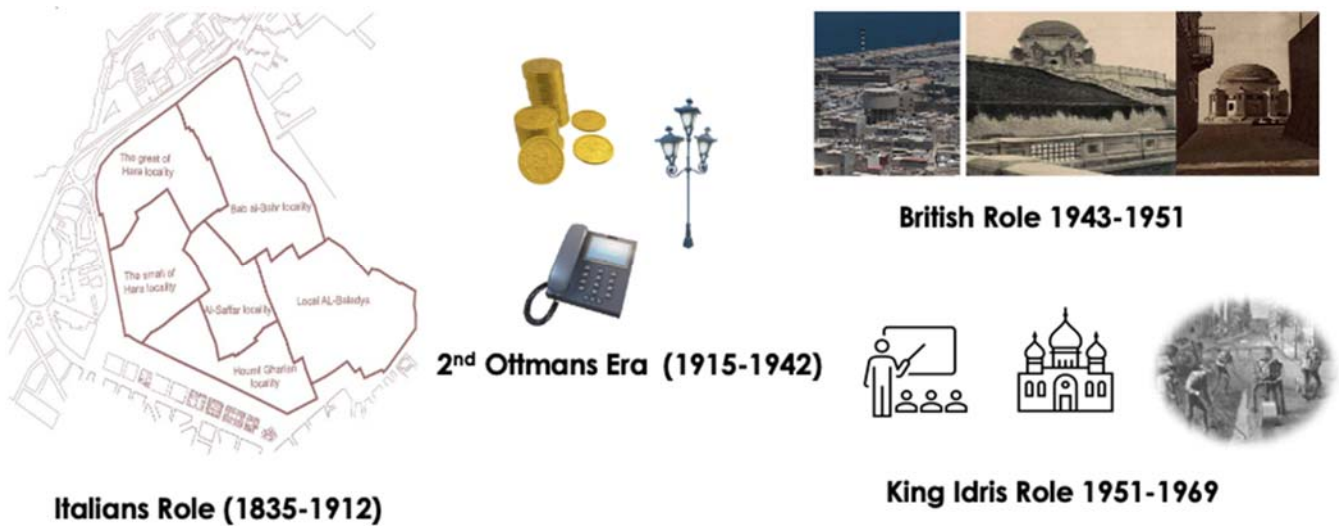 The great of
Hara locality
Bab al-Bahr locality
The small of
Hara locality
Al-Saffar locality
Local AL-Baladya
Houmt Gharian
locality
Italians Role (1835-1912)
2nd Ottmans Era (1915-1942)
British Role 1943-1951
King Idris Role 1951-1969